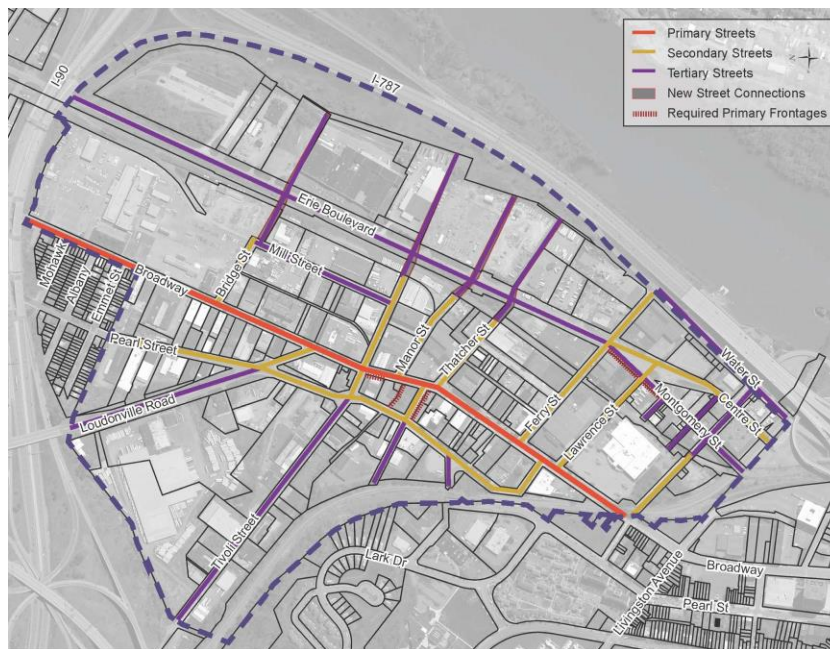 Primary Streets
Secondary Streets
Tertiary Streets
New Street Connections
Required Primary Frontages
N
I-90
I-787
Erie Boulevard
Mohawk
Albany
Emmet St
Broadway
Bridge St
Mill Street
Pearl Street
Loudonville Road
Manor St
Thatcher St
Ferry St
Lawrence St
Water St
Montgomery St
Centre St
Tivoli Street
Lark Dr
Livingston Avenue
Broadway
Pearl St